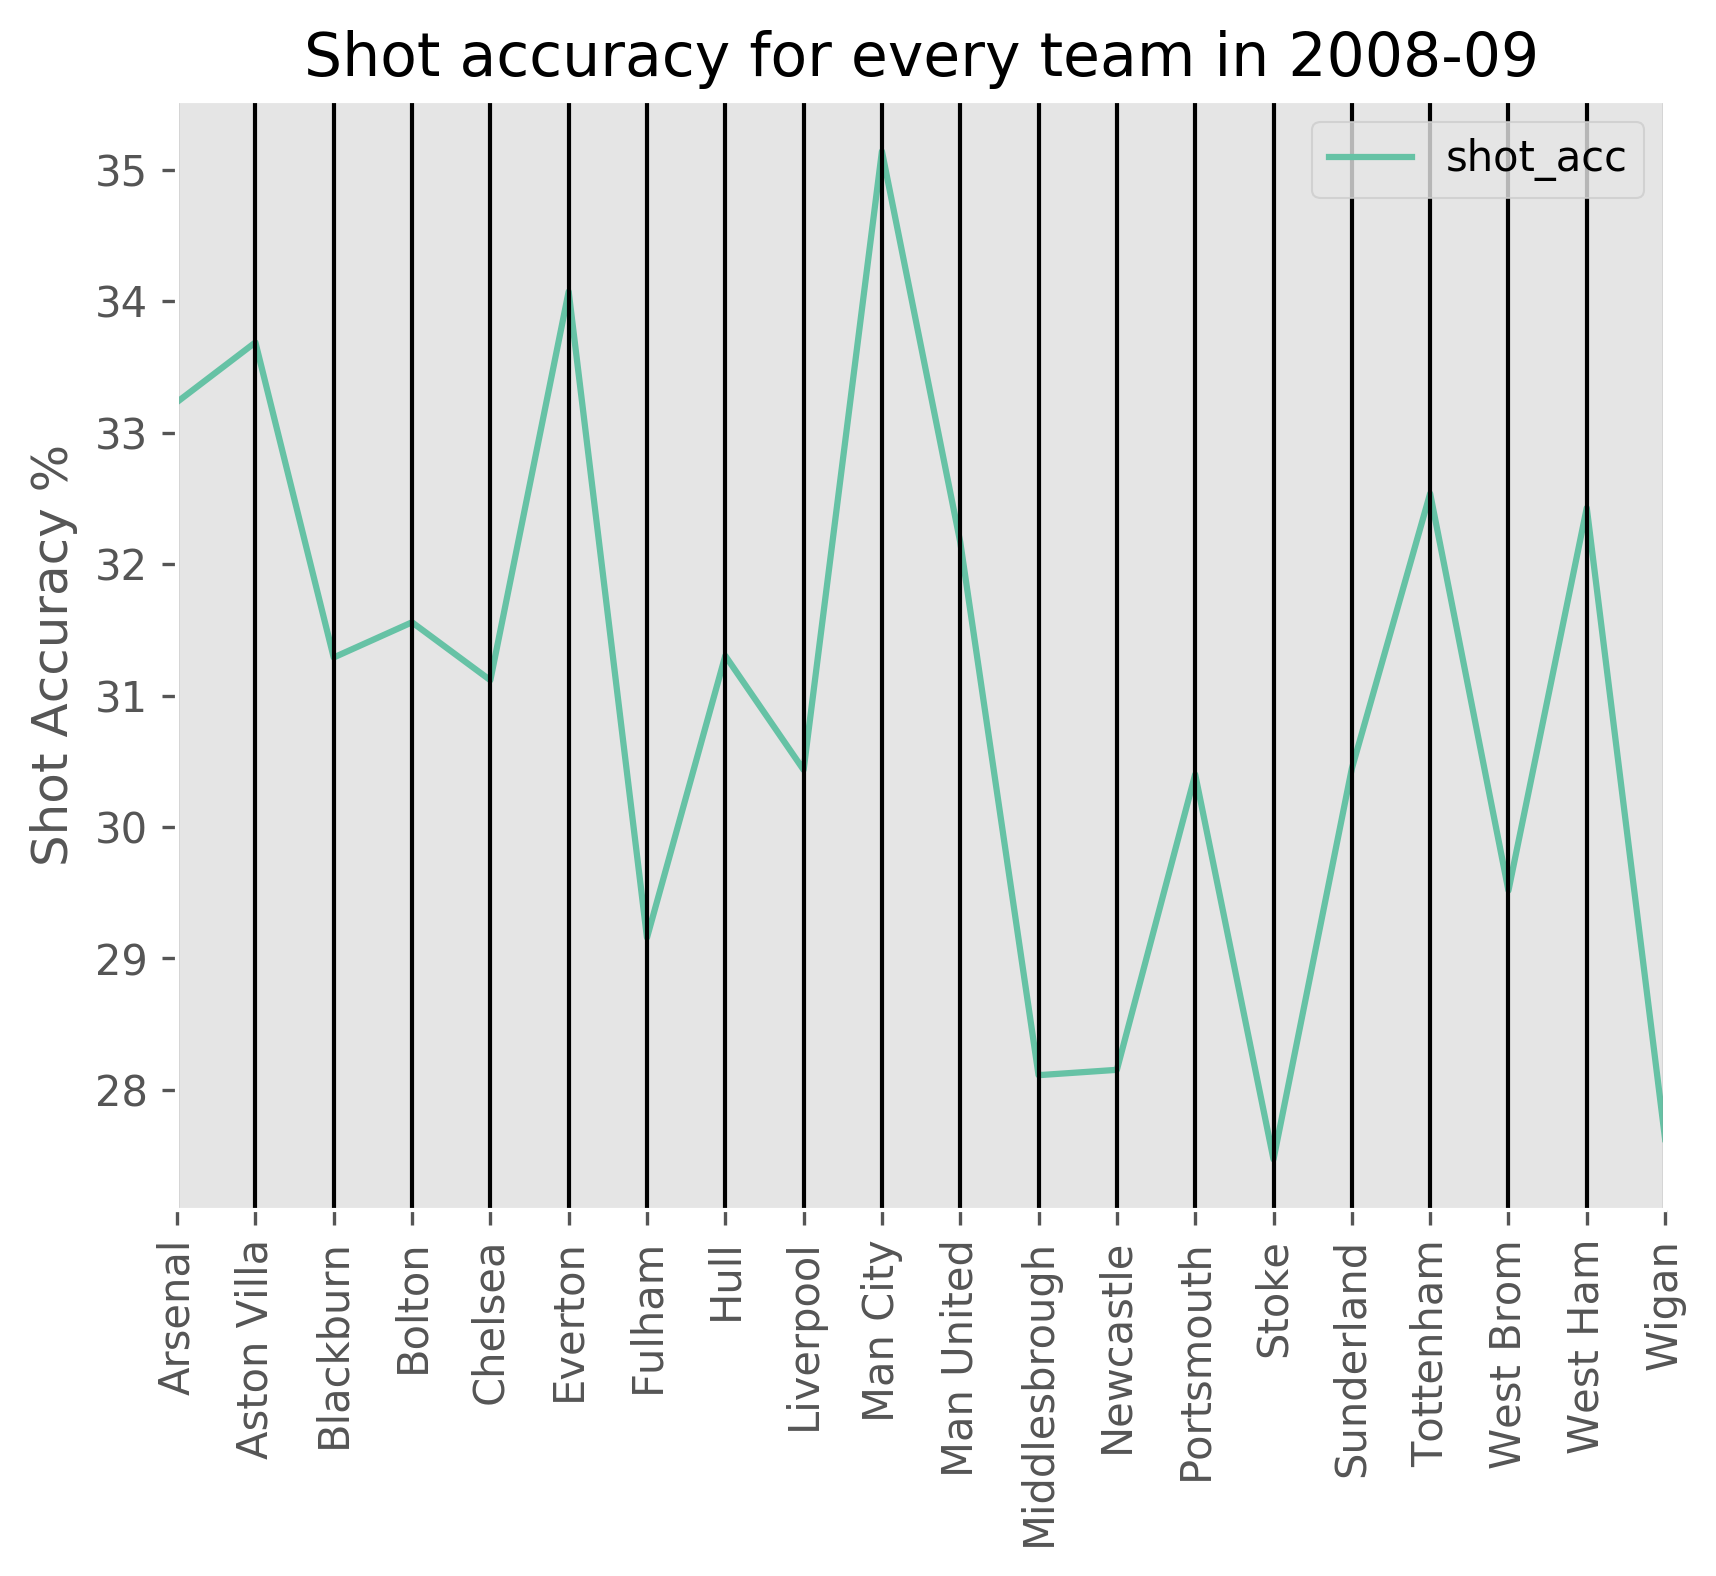 Shot accuracy for every team in 2008-09
shot_acc
Shot Accuracy %
35
34
33
32
31
30
29
28
Arsenal
Aston Villa
Blackburn
Bolton
Chelsea
Everton
Fulham
Hull
Liverpool
Man City
Man United
Middlesbrough
Newcastle
Portsmouth
Stoke
Sunderland
Tottenham
West Brom
West Ham
Wigan